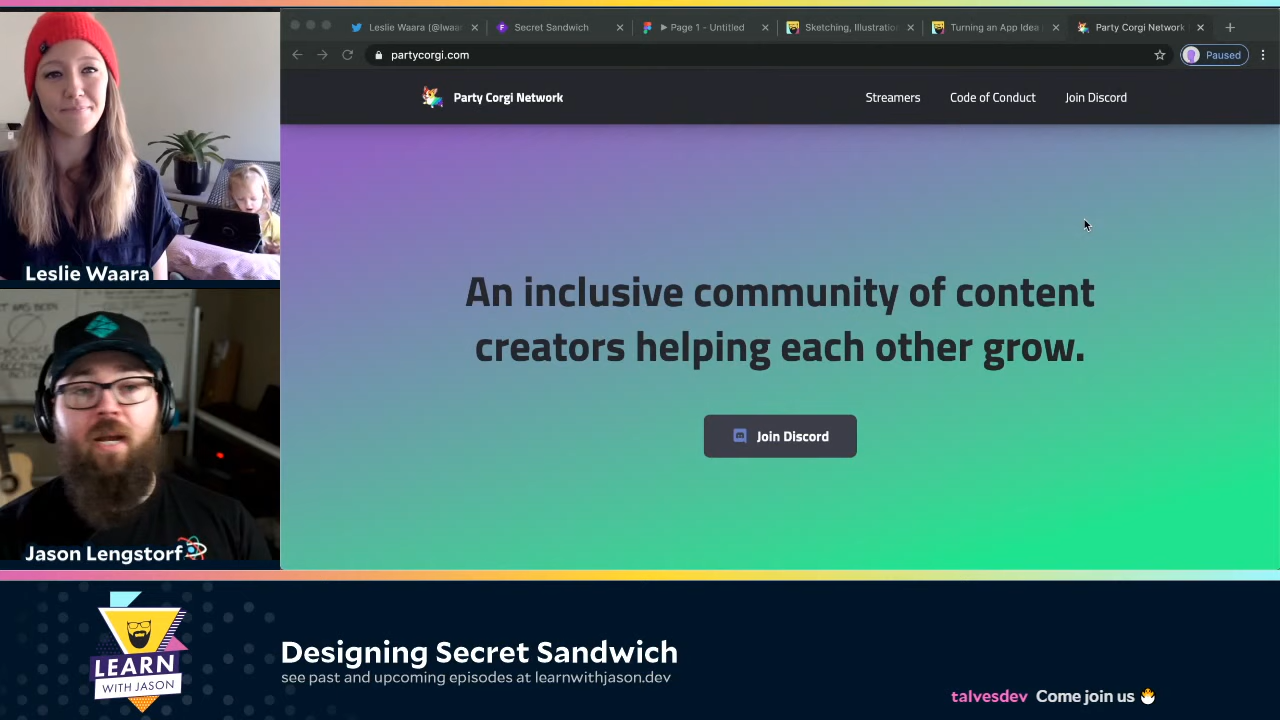 Leslie Waara (@lwaar
Secret Sandwich
Page 1 - Untitled
Sketching, Illustration
Turning an App Idea
Party Corgi Network
partycorgi.com
Paused
Party Corgi Network
Streamers
Code of Conduct
Join Discord
An inclusive community of content
creators helping each other grow.
Join Discord
Leslie Waara
Jason Lengstorf
LEARN
WITH JASON
Designing Secret Sandwich
see past and upcoming episodes at learnwithjason.dev
talvesdev Come join us